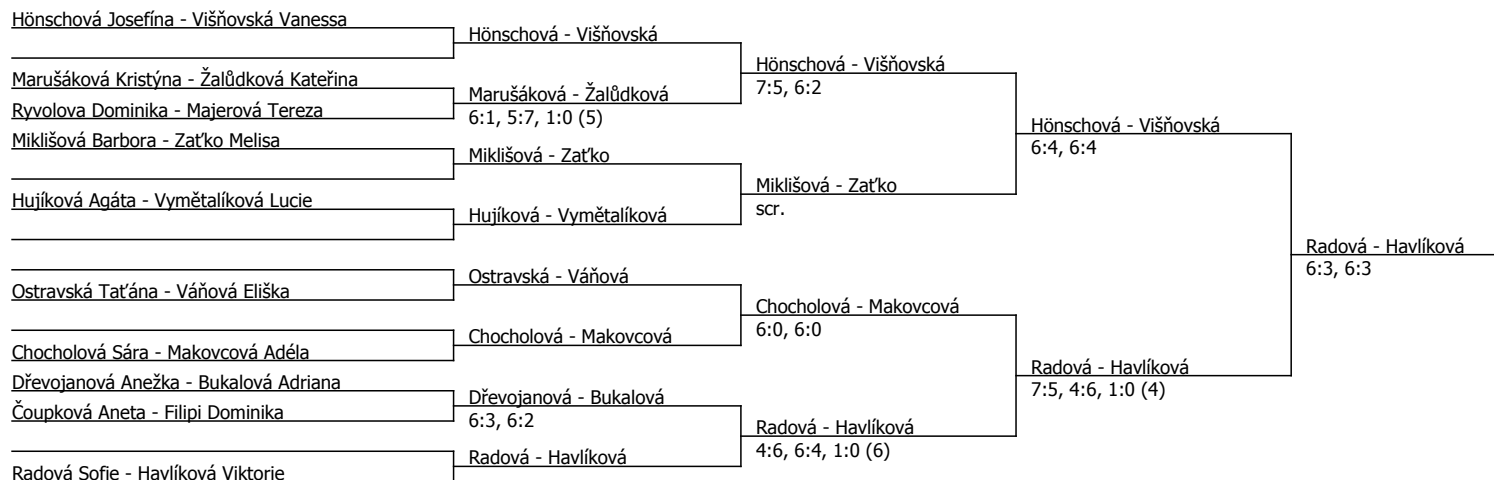 Hönschová Josefína - Višňovská Vanessa
Hönschová - Višňovská
Hönschová - Višňovská
7:5, 6:2
Marušáková Kristýna - Žalůdková Kateřina
Marušáková - Žalůdková
6:1, 5:7, 1:0 (5)
Ryvolova Dominika - Majerová Tereza
Hönschová - Višňovská
6:4, 6:4
Miklišová Barbora - Zaťko Melisa
Miklišová - Zaťko
Miklišová - Zaťko
scr.
Hujíková Agáta - Vymětalíková Lucie
Hujíková - Vymětalíková
Radová - Havlíková
6:3, 6:3
Ostravská - Váňová
Ostravská Taťána - Váňová Eliška
Chocholová - Makovcová
6:0, 6:0
Chocholová - Makovcová
Chocholová Sára - Makovcová Adéla
Radová - Havlíková
7:5, 4:6, 1:0 (4)
Dřevojanová Anežka - Bukalová Adriana
Dřevojanová - Bukalová
6:3, 6:2
Čoupková Aneta - Filipi Dominika
Radová - Havlíková
4:6, 6:4, 1:0 (6)
Radová - Havlíková
Radová Sofie - Havlíková Viktorie